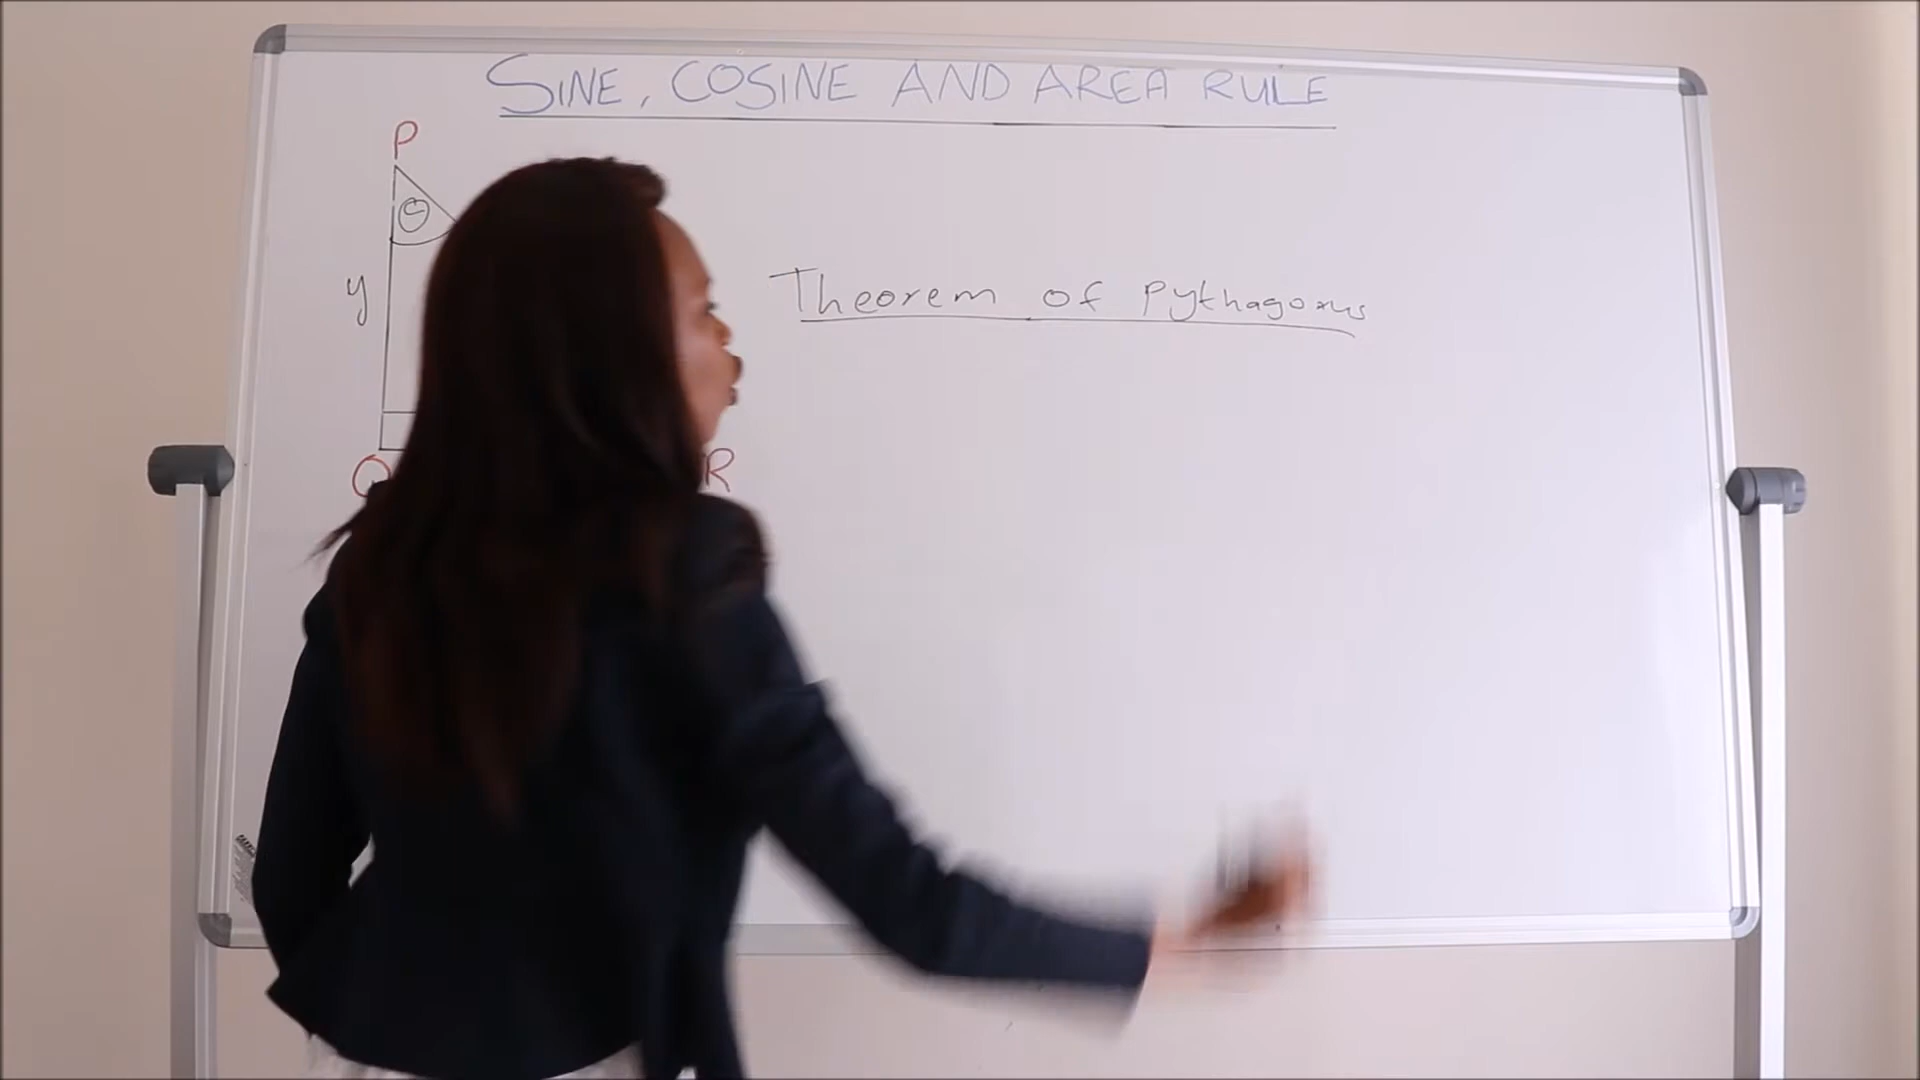 SINE, COSINE AND AREA RULE
P
θ
y
Theorem of Pythagoras
Q
R